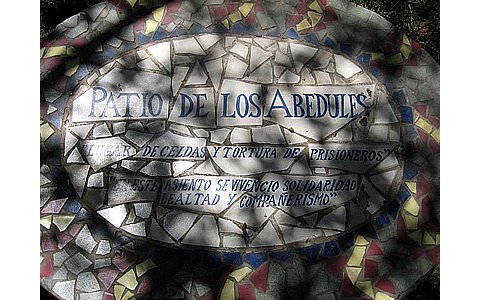 "PATIO DE LOS ABEDULES"
"LUGAR DE CELDAS Y TORTURA DE PRISIONEROS"
"EN ESTE ASIENTO SE VIVENCIO SOLIDARIDAD
LEALTAD Y COMPAÑERISMO"